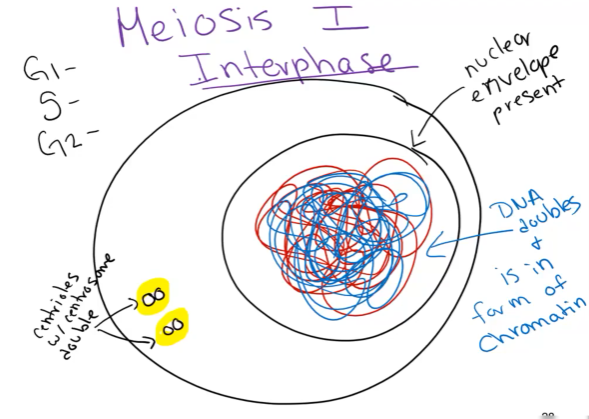 Meiosis I
Interphase
G1-
S-
G2-
nuclear
envelope
present
DNA
doubles
&
is in
form of
Chromatin
centrioles
w/ centrosome
double